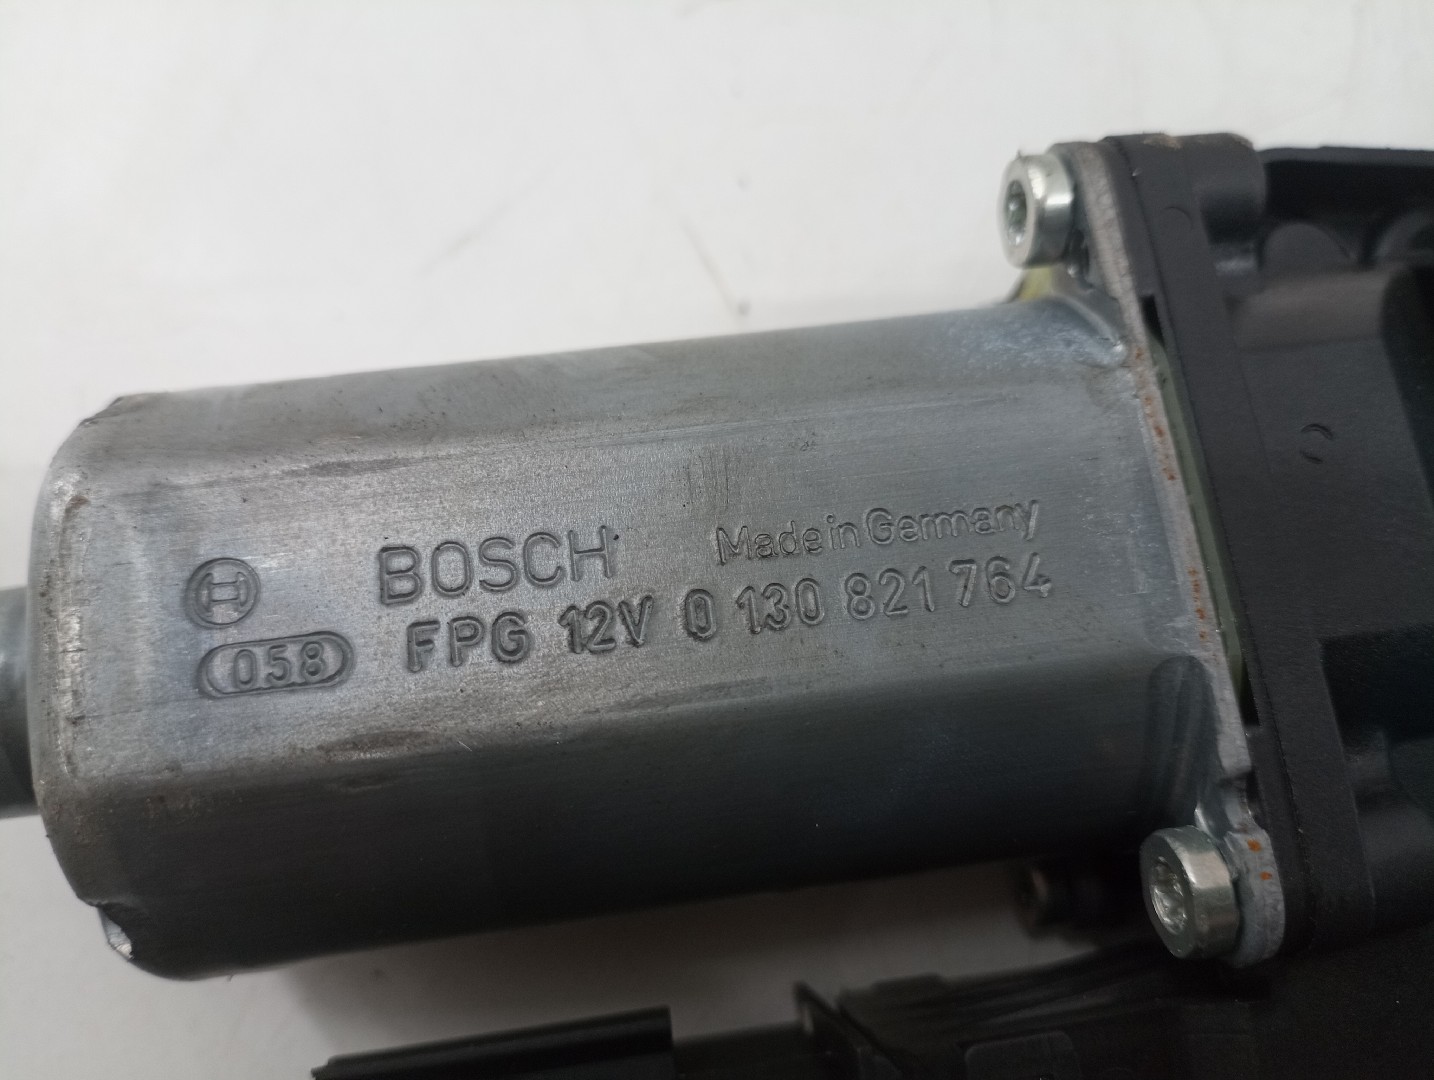 BOSCH Made in Germany
058 FPG 12V 0 130 821 764